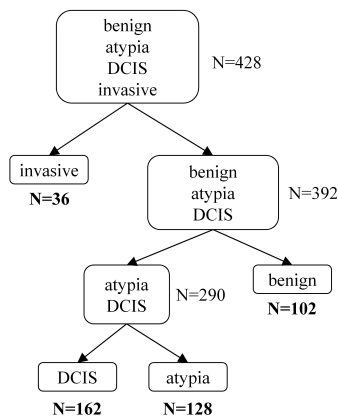 benign
atypia
DCIS
invasive
N=428
invasive
N=36
benign
atypia
DCIS
N=392
atypia
DCIS
N=290
benign
N=102
DCIS
N=162
atypia
N=128